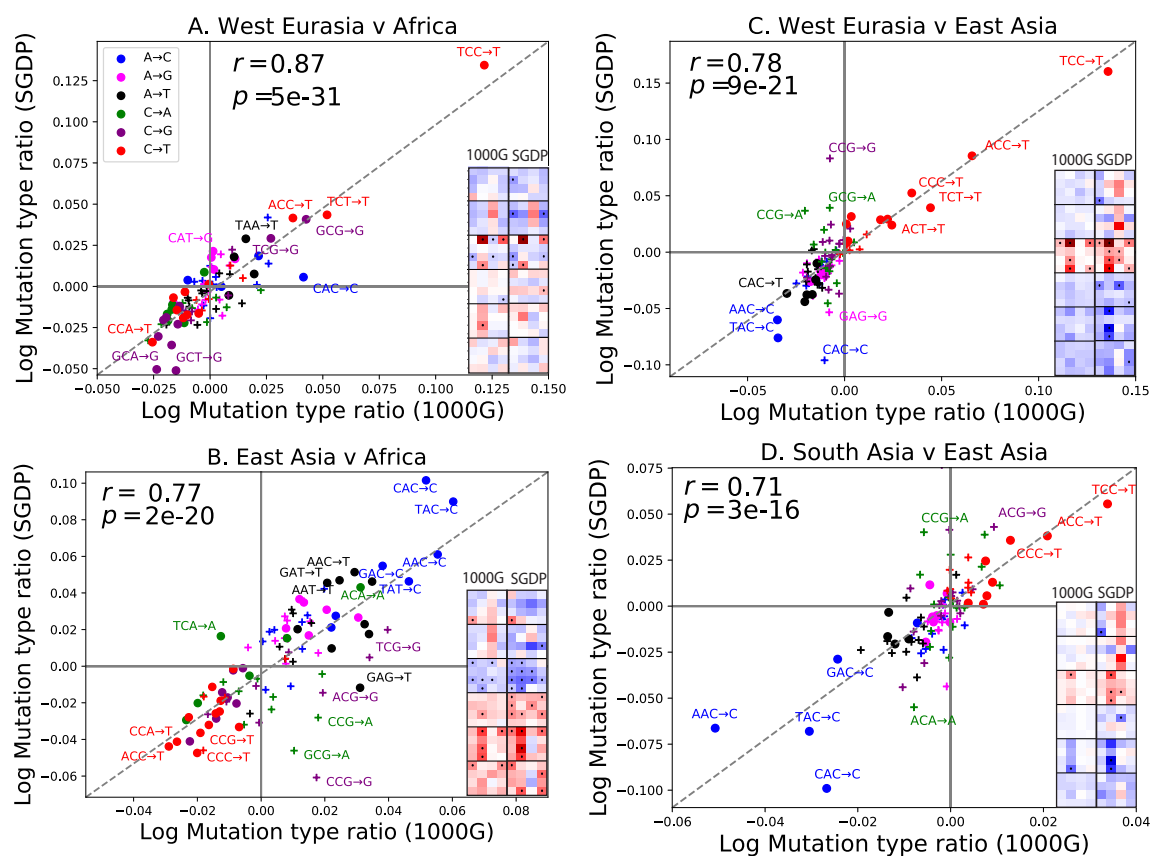 A. West Eurasia v Africa
Log Mutation type ratio (SGDP)
0.125
0.100
0.075
0.050
0.025
0.000
−0.025
−0.050
A→C
A→G
A→T
C→A
C→G
C→T
r = 0.87
p = 5e-31
TCC→T
ACC→T
TCT→T
TAA→T
GCG→G
CAT→G
TCG→G
CAC→C
CCA→T
GCA→G
GCT→G
1000G
SGDP
−0.050
−0.025
0.000
0.025
0.050
0.075
0.100
0.125
0.150
Log Mutation type ratio (1000G)
C. West Eurasia v East Asia
Log Mutation type ratio (SGDP)
0.15
0.10
0.05
0.00
−0.05
−0.10
r = 0.78
p = 9e-21
TCC→T
CCG→G
ACC→T
GCG→A
CCC→T
CCG→A
TCT→T
ACT→T
CAC→T
AAC→C
GAG→G
TAC→C
CAC→C
1000G
SGDP
−0.05
0.00
0.05
0.10
0.15
Log Mutation type ratio (1000G)
B. East Asia v Africa
Log Mutation type ratio (SGDP)
0.10
0.08
0.06
0.04
0.02
0.00
−0.02
−0.04
−0.06
r = 0.77
p = 2e-20
CAC→C
TAC→C
AAC→T
AAC→C
GAT→T
GAC→C
AAT→T
TAT→C
ACA→A
TCA→A
TCG→G
GAG→T
ACG→G
CCA→T
CCG→T
CCG→A
ACC→T
CCC→T
GCG→A
CCG→G
1000G
SGDP
−0.04
−0.02
0.00
0.02
0.04
0.06
0.08
Log Mutation type ratio (1000G)
D. South Asia v East Asia
Log Mutation type ratio (SGDP)
0.075
0.050
0.025
0.000
−0.025
−0.050
−0.075
−0.100
r = 0.71
p = 3e-16
TCC→T
ACG→G
CCG→A
ACC→T
CCC→T
GAC→C
AAC→C
TAC→C
ACA→A
CAC→C
1000G
SGDP
−0.06
−0.04
−0.02
0.00
0.02
0.04
Log Mutation type ratio (1000G)